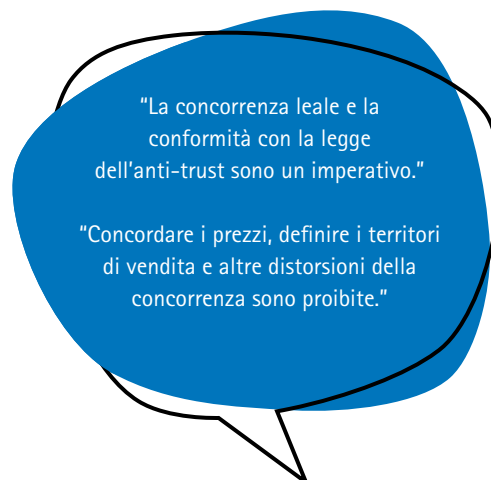 “La concorrenza leale e la
conformità con la legge
dell’anti-trust sono un imperativo.”
“Concordare i prezzi, definire i territori
di vendita e altre distorsioni della
concorrenza sono proibite.”